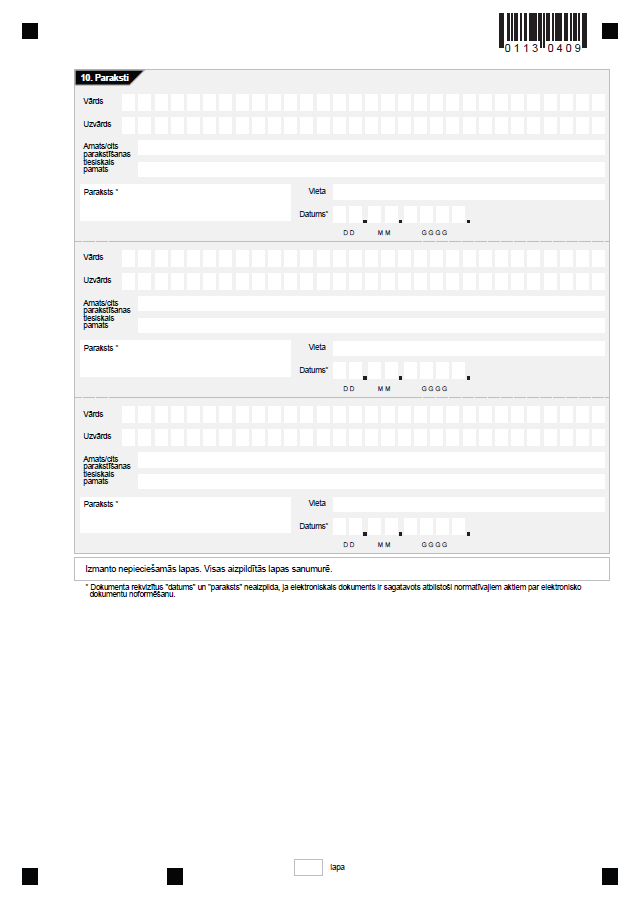 0113 0409
10. Paraksti
Vārds
Uzvārds
Amats/cits
parakstīšanas
tiesiskais
pamats
Paraksts *
Vieta
Datums*
DD MM GGGG
Vārds
Uzvārds
Amats/cits
parakstīšanas
tiesiskais
pamats
Paraksts *
Vieta
Datums*
DD MM GGGG
Vārds
Uzvārds
Amats/cits
parakstīšanas
tiesiskais
pamats
Paraksts *
Vieta
Datums*
DD MM GGGG
Izmanto nepieciešamās lapas. Visas aizpildītās lapas sanumurē.
* Dokumenta rekvizītus "datums" un "paraksts" neaizpilda, ja elektroniskais dokuments ir sagatavots atbilstoši normatīvajiem aktiem par elektronisko
dokumentu noformēšanu.
lapa